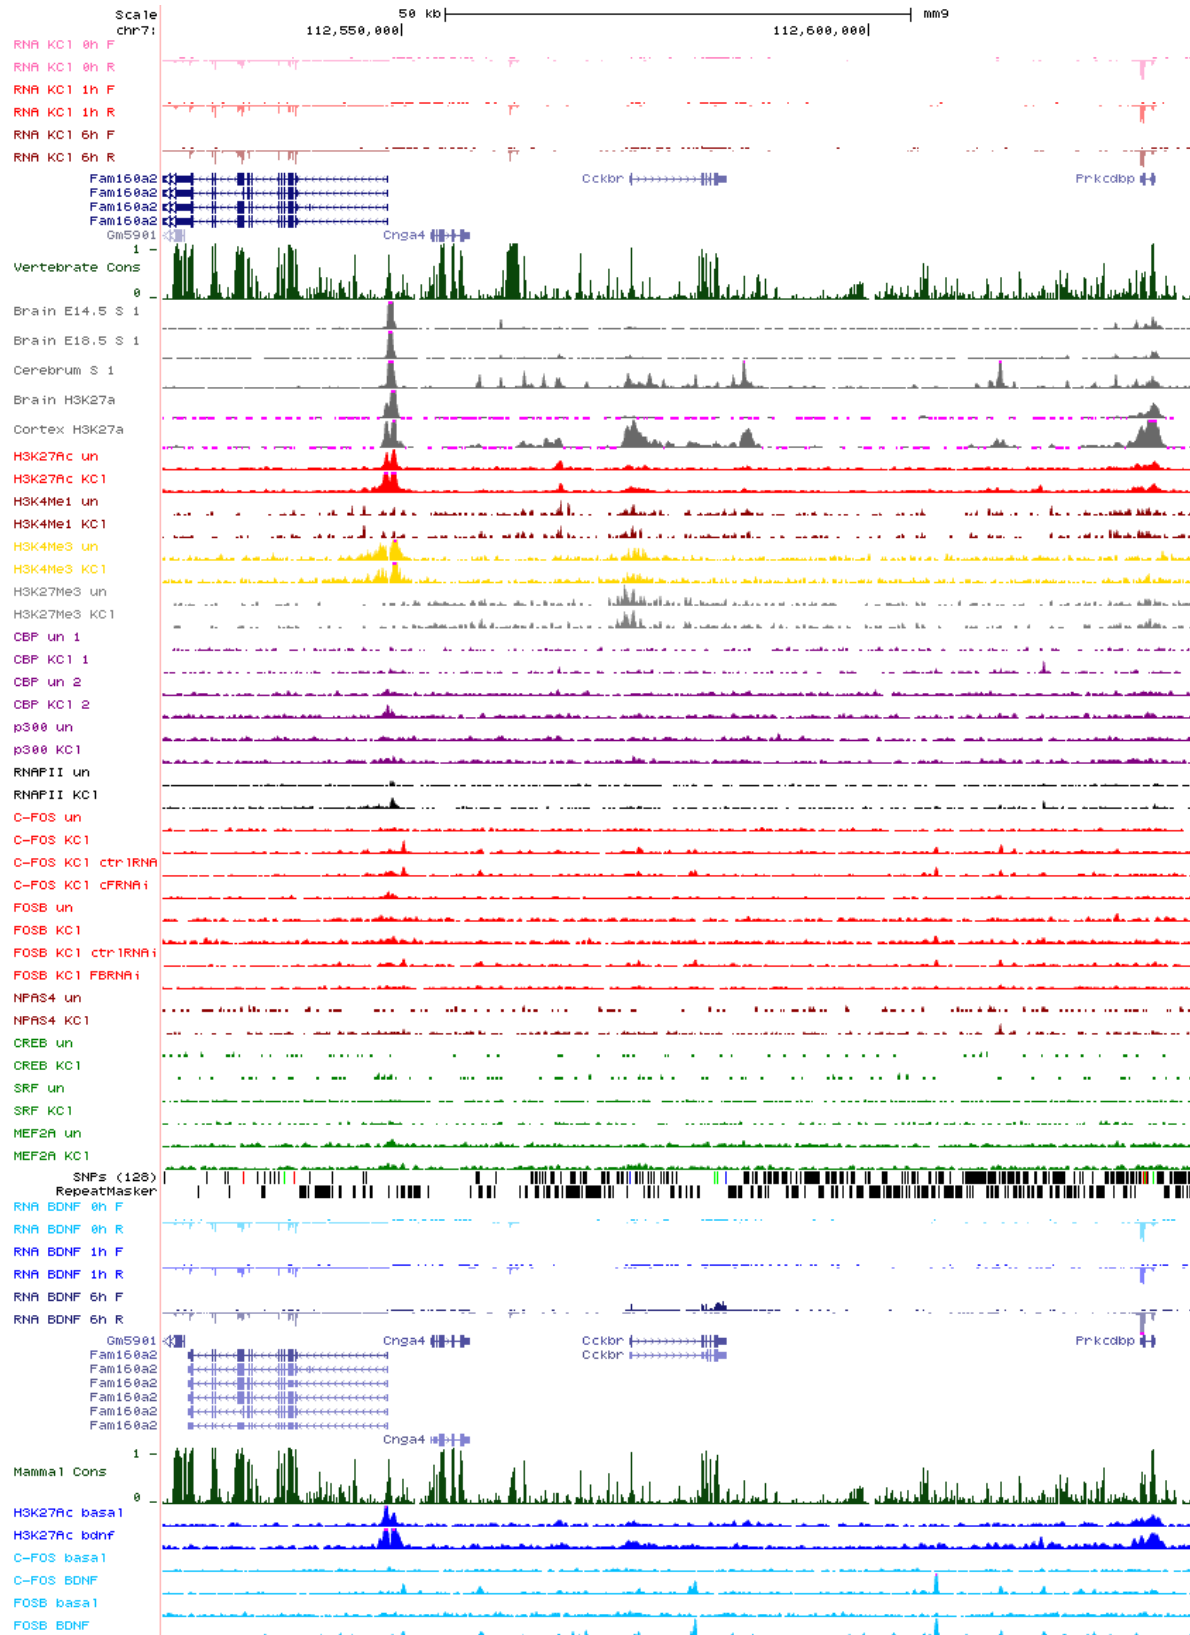 Scale 50 kb mm9
chr7: 112,550,000 112,600,000
RNA KCl 0h F
RNA KCl 0h R
RNA KCl 1h F
RNA KCl 1h R
RNA KCl 6h F
RNA KCl 6h R
Fam160a2 Cckbr Prkcdbp
Fam160a2
Fam160a2
Fam160a2
Gm5901 Cnga4
1
Vertebrate Cons
0
Brain E14.5 S 1
Brain E18.5 S 1
Cerebrum S 1
Brain H3K27a
Cortex H3K27a
H3K27Ac un
H3K27Ac KCl
H3K4Me1 un
H3K4Me1 KCl
H3K4Me3 un
H3K4Me3 KCl
H3K27Me3 un
H3K27Me3 KCl
CBP un 1
CBP KCl 1
CBP un 2
CBP KCl 2
p300 un
p300 KCl
RNAPII un
RNAPII KCl
C-FOS un
C-FOS KCl
C-FOS KCl ctrlRNA
C-FOS KCl cFRNAi
FOSB un
FOSB KCl
FOSB KCl ctrlRNAi
FOSB KCl FBRNAi
NPAS4 un
NPAS4 KCl
CREB un
CREB KCl
SRF un
SRF KCl
MEF2A un
MEF2A KCl
SNPs (128)
RepeatMasker
RNA BDNF 0h F
RNA BDNF 0h R
RNA BDNF 1h F
RNA BDNF 1h R
RNA BDNF 6h F
RNA BDNF 6h R
Gm5901 Cnga4 Cckbr Prkcdbp
Fam160a2 Cckbr
Fam160a2
Fam160a2
Fam160a2
Fam160a2
Fam160a2
Cnga4
1
Mammal Cons
0
H3K27Ac basal
H3K27Ac bdnf
C-FOS basal
C-FOS BDNF
FOSB basal
FOSB BDNF